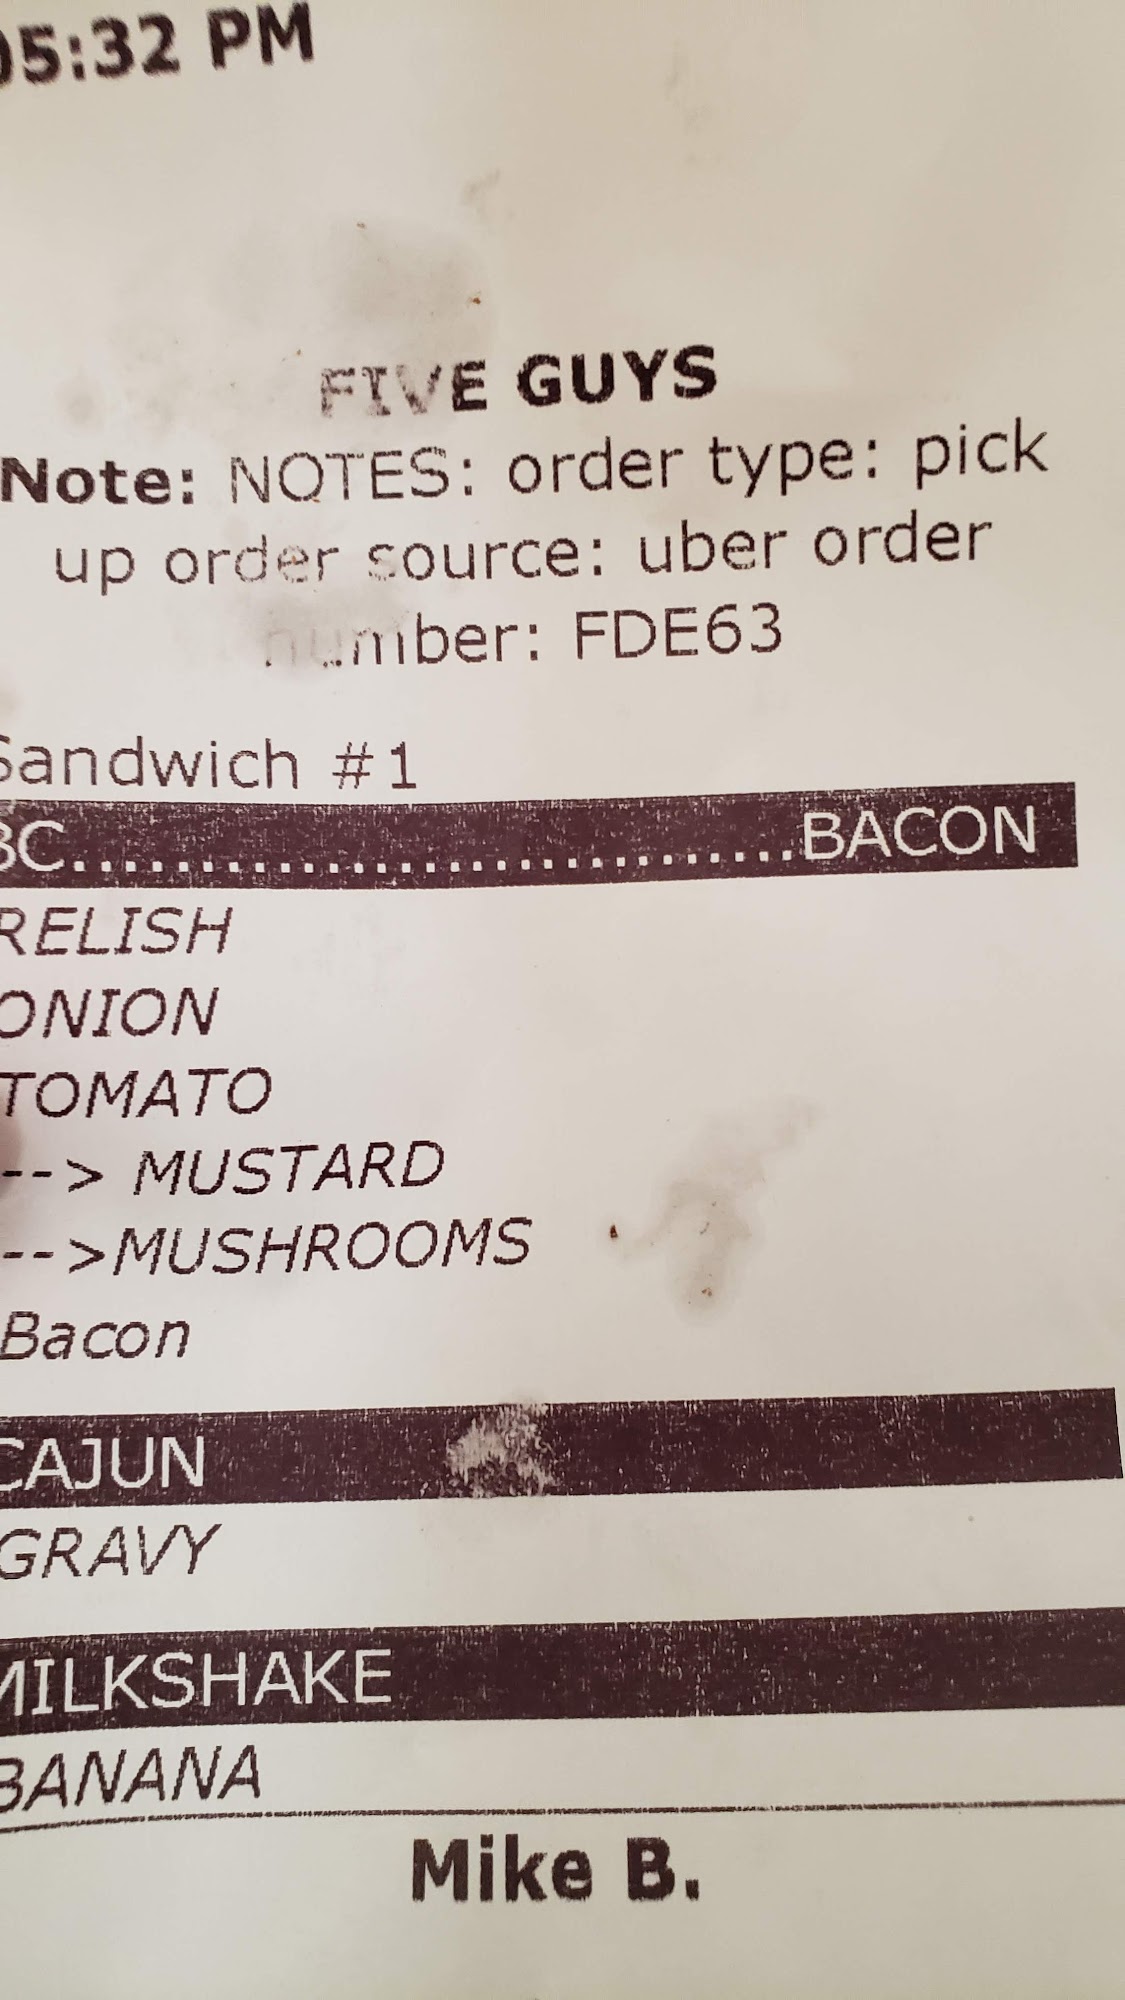 05:32 PM
FIVE GUYS
Note: NOTES: order type: pick
up order source: uber order
number: FDE63
Sandwich #1
BC..............................BACON
RELISH
ONION
TOMATO
--> MUSTARD
-->MUSHROOMS
Bacon
CAJUN
GRAVY
MILKSHAKE
BANANA
Mike B.